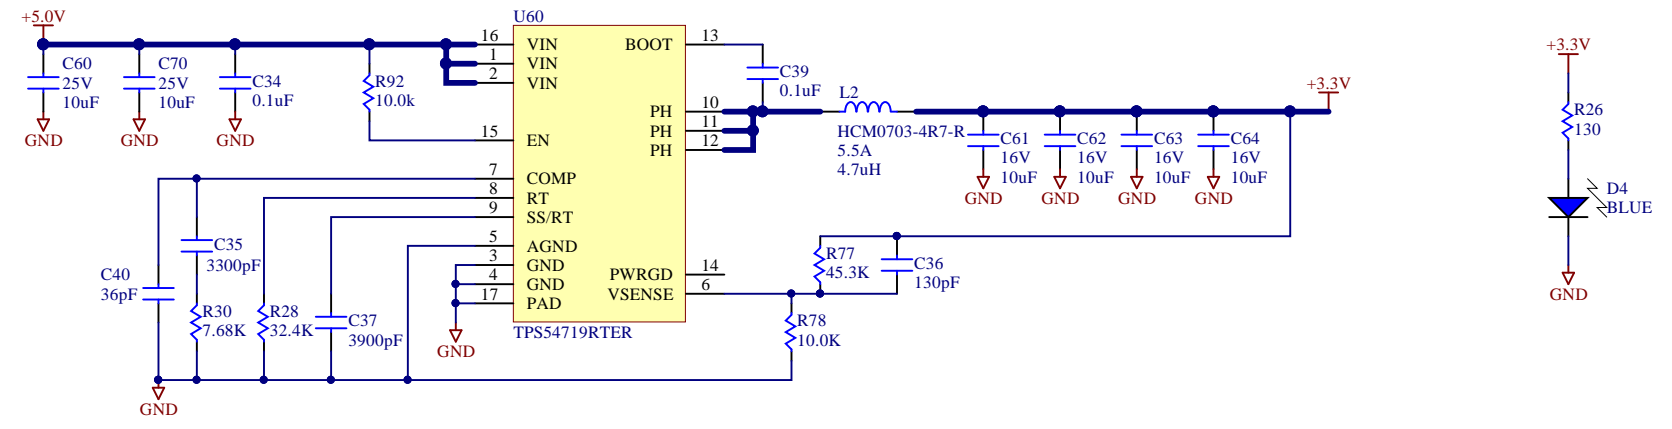 +5.0V
C60
25V
10uF
GND
C70
25V
10uF
GND
C34
0.1uF
GND
R92
10.0k
U60
16 VIN
1 VIN
2 VIN
15 EN
7 COMP
8 RT
9 SS/RT
5 AGND
3 GND
4 GND
17 PAD
BOOT 13
PH 10
PH 11
PH 12
PWRGD 14
VSENSE 6
TPS54719RTER
GND
C39
0.1uF
L2
HCM0703-4R7-R
5.5A
4.7uH
+3.3V
C61
16V
10uF
GND
C62
16V
10uF
GND
C63
16V
10uF
GND
C64
16V
10uF
GND
R77
45.3K
C36
130pF
R78
10.0K
C40
36pF
C35
3300pF
R30
7.68K
R28
32.4K
C37
3900pF
GND
+3.3V
R26
130
D4
BLUE
GND